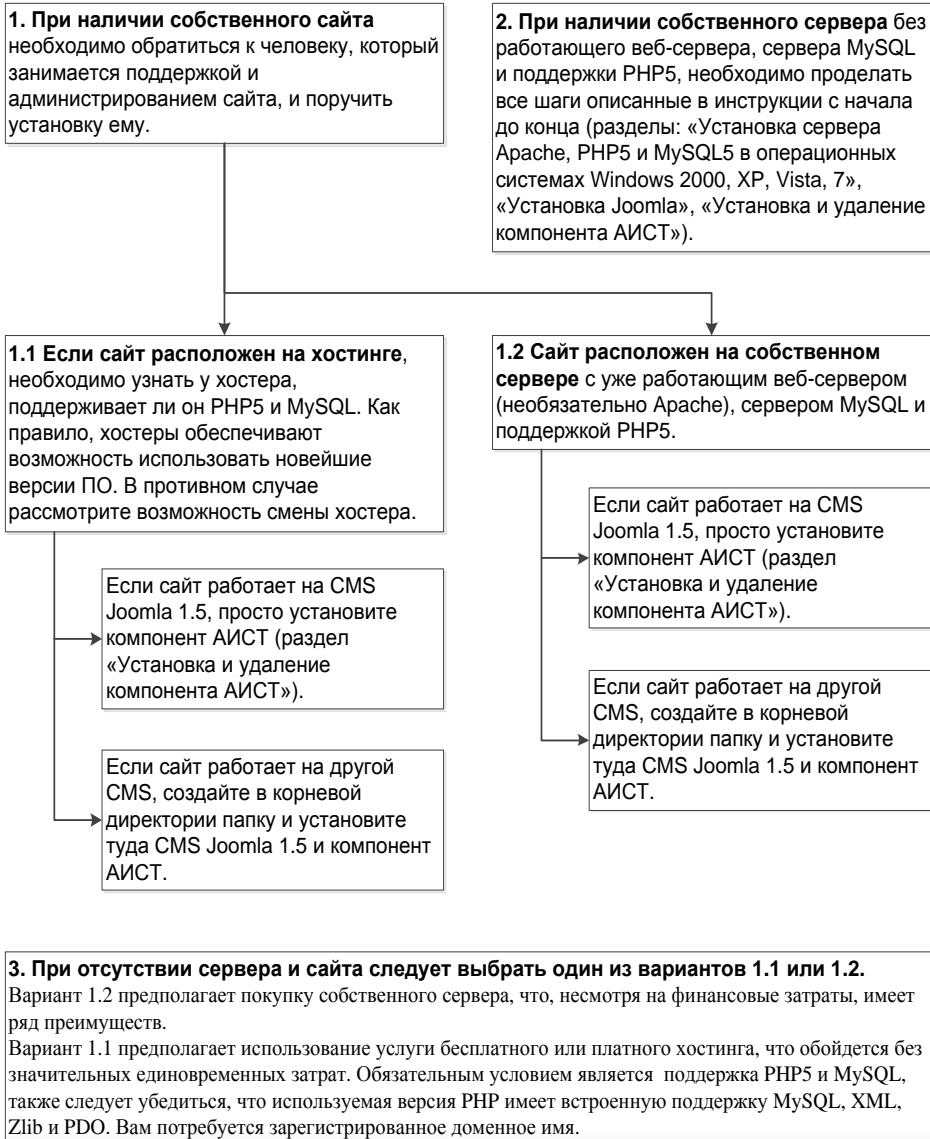 1. При наличии собственного сайта
необходимо обратиться к человеку, который
занимается поддержкой и
администрированием сайта, и поручить
установку ему.
2. При наличии собственного сервера без
работающего веб-сервера, сервера MySQL
и поддержки PHP5, необходимо проделать
все шаги описанные в инструкции с начала
до конца (разделы: «Установка сервера
Apache, PHP5 и MySQL5 в операционных
системах Windows 2000, XP, Vista, 7»,
«Установка Joomla», «Установка и удаление
компонента АИСТ»).
1.1 Если сайт расположен на хостинге,
необходимо узнать у хостера,
поддерживает ли он PHP5 и MySQL. Как
правило, хостеры обеспечивают
возможность использовать новейшие
версии ПО. В противном случае
рассмотрите возможность смены хостера.
Если сайт работает на CMS
Joomla 1.5, просто установите
компонент АИСТ (раздел
«Установка и удаление
компонента АИСТ»).
Если сайт работает на другой
CMS, создайте в корневой
директории папку и установите
туда CMS Joomla 1.5 и компонент
АИСТ.
1.2 Сайт расположен на собственном
сервере с уже работающим веб-сервером
(необязательно Apache), сервером MySQL и
поддержкой PHP5.
Если сайт работает на CMS
Joomla 1.5, просто установите
компонент АИСТ (раздел
«Установка и удаление
компонента АИСТ»).
Если сайт работает на другой
CMS, создайте в корневой
директории папку и установите
туда CMS Joomla 1.5 и компонент
АИСТ.
3. При отсутствии сервера и сайта следует выбрать один из вариантов 1.1 или 1.2.
Вариант 1.2 предполагает покупку собственного сервера, что, несмотря на финансовые затраты, имеет
ряд преимуществ.
Вариант 1.1 предполагает использование услуги бесплатного или платного хостинга, что обойдется без
значительных единовременных затрат. Обязательным условием является поддержка PHP5 и MySQL,
также следует убедиться, что используемая версия PHP имеет встроенную поддержку MySQL, XML,
Zlib и PDO. Вам потребуется зарегистрированное доменное имя.